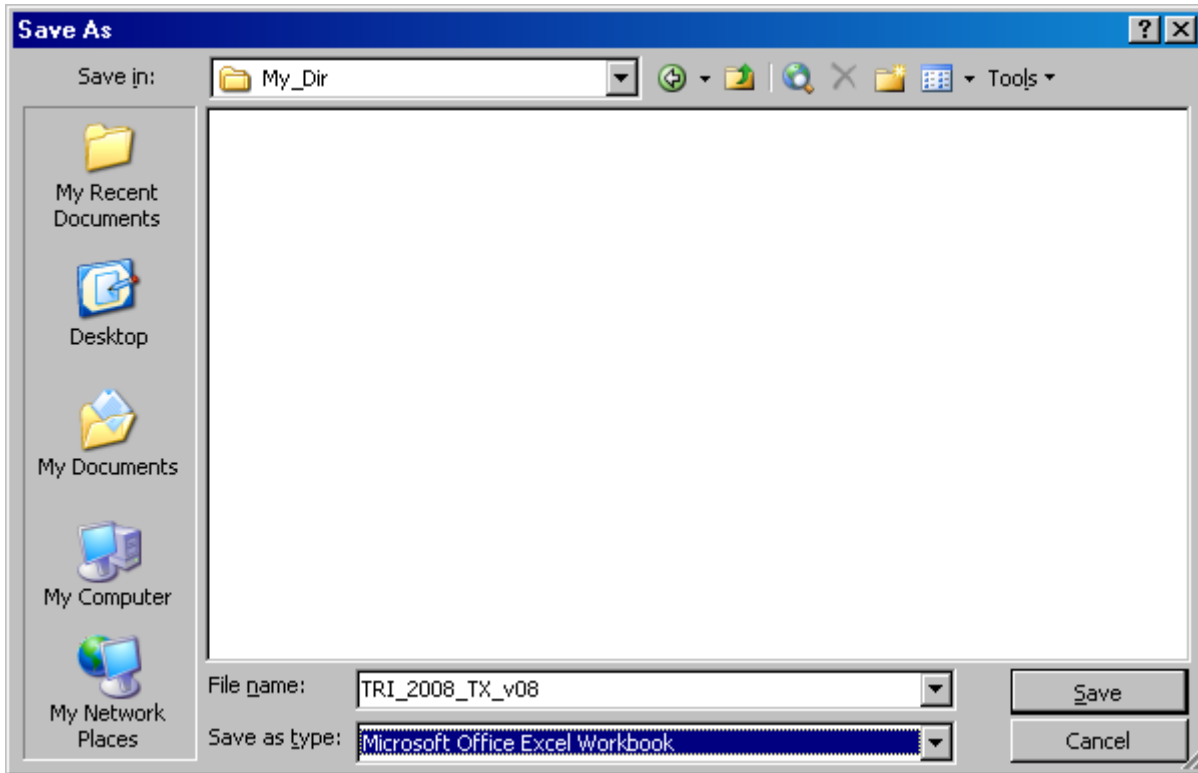 Save As
Save in:
My_Dir
Tools
My Recent
Documents
Desktop
My Documents
My Computer
My Network
Places
File name:
TRI_2008_TX_v08
Save
Save as type:
Microsoft Office Excel Workbook
Cancel